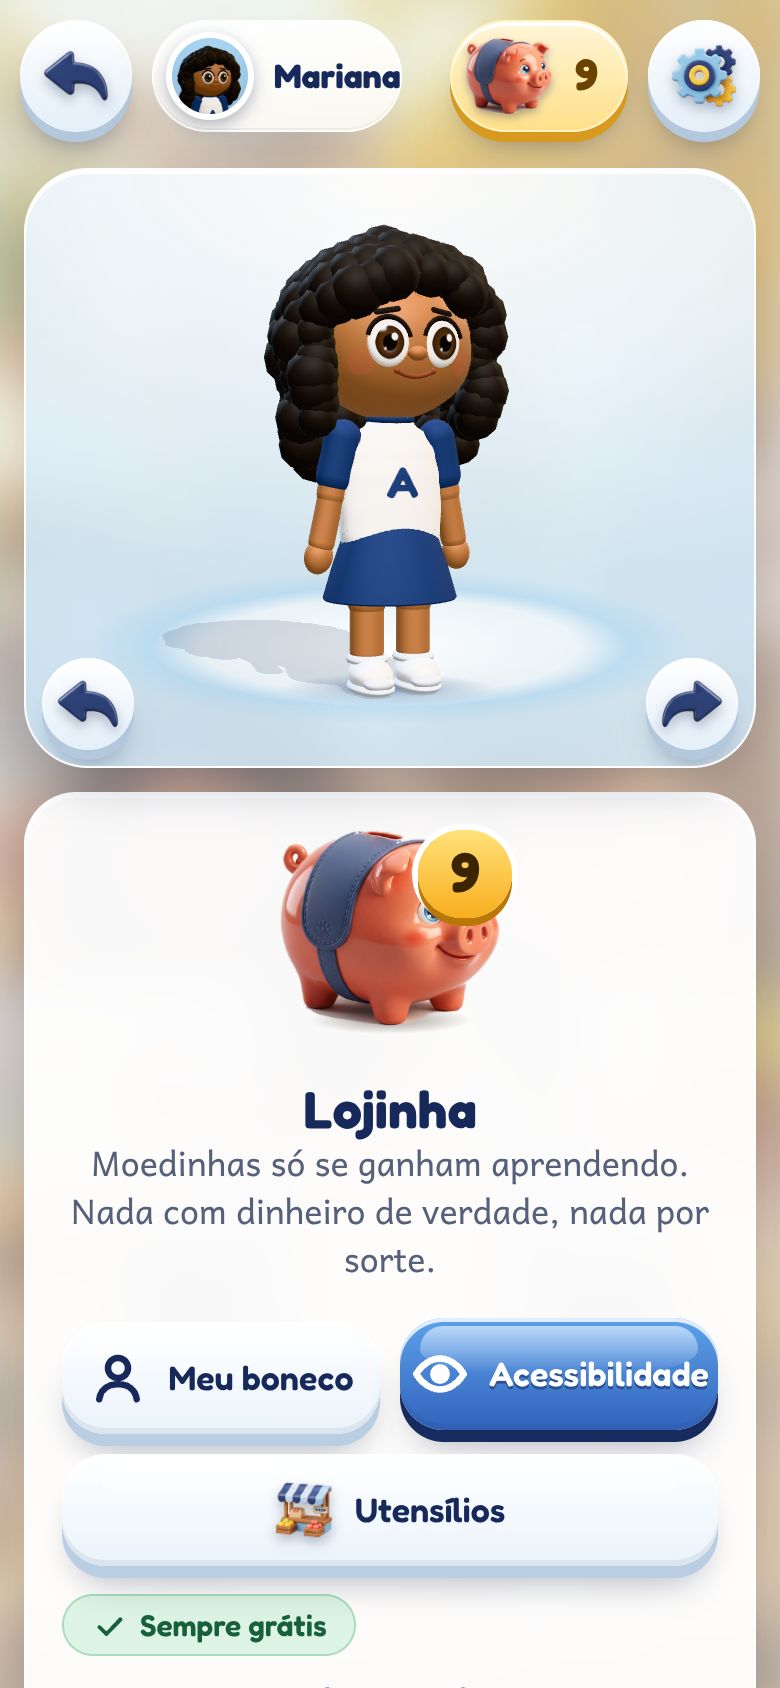 Mariana
9
A
9
Lojinha
Moedinhas só se ganham aprendendo.
Nada com dinheiro de verdade, nada por
sorte.
Meu boneco
Acessibilidade
Utensílios
Sempre grátis